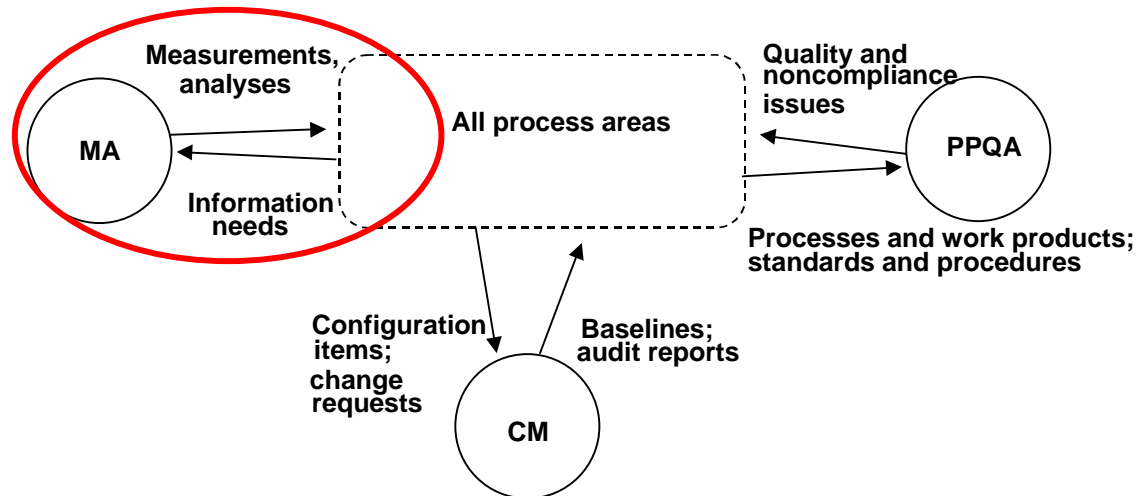 Measurements,
analyses
MA
Information
needs
All process areas
Quality and
noncompliance
issues
PPQA
Processes and work products;
standards and procedures
Configuration
items;
change
requests
Baselines;
audit reports
CM